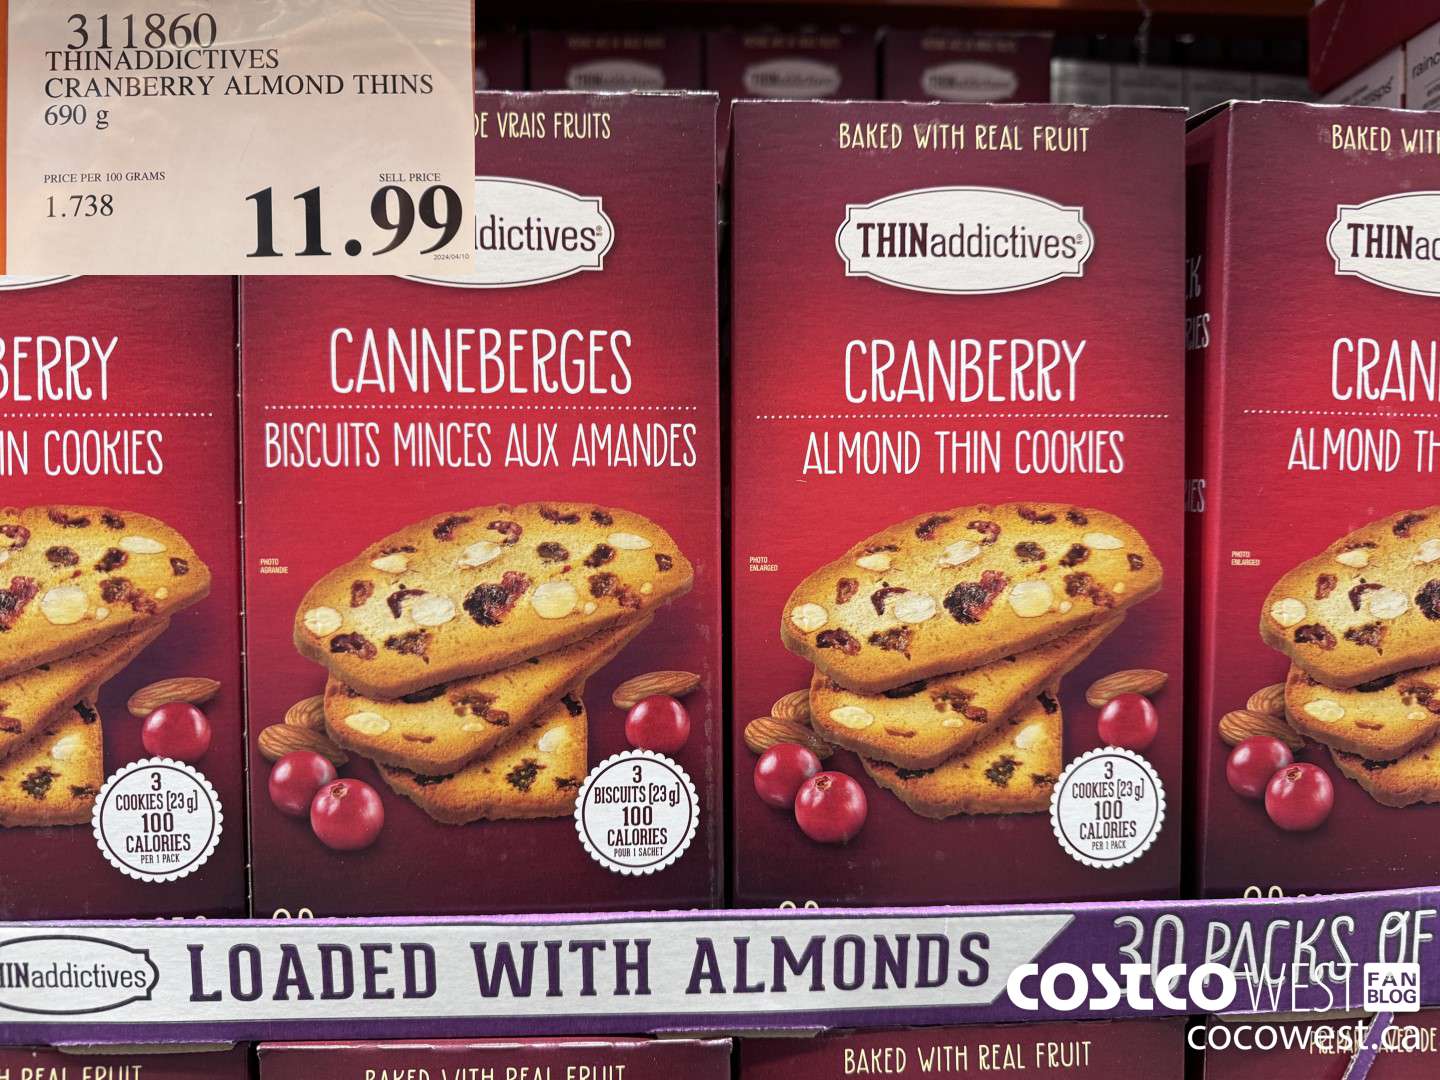 311860
THINADDICTIVES
CRANBERRY ALMOND THINS
690 g
PRICE PER 100 GRAMS
1.738
SELL PRICE
11.99
2024/04/10
DE VRAIS FRUITS
BAKED WITH REAL FRUIT
BAKED WITH
dictives
THINaddictives
BERRY
IN COOKIES
CANNEBERGES
BISCUITS MINCES AUX AMANDES
CRANBERRY
ALMOND THIN COOKIES
CRAN
ALMOND TH
PHOTO
AGRANDIE
PHOTO
ENLARGED
PHOTO
ENLARGED
3
COOKIES (23 g)
100
CALORIES
PER 1 PACK
3
BISCUITS (23 g)
100
CALORIES
POUR 1 SACHET
3
COOKIES (23 g)
100
CALORIES
PER 1 PACK
INaddictives
LOADED WITH ALMONDS
30 PACKS OF
COSTCO WEST FAN BLOG
cocowest.ca
H REAL FRUIT
BAKED WITH REAL FRUIT
BAKED WITH REAL FRUIT